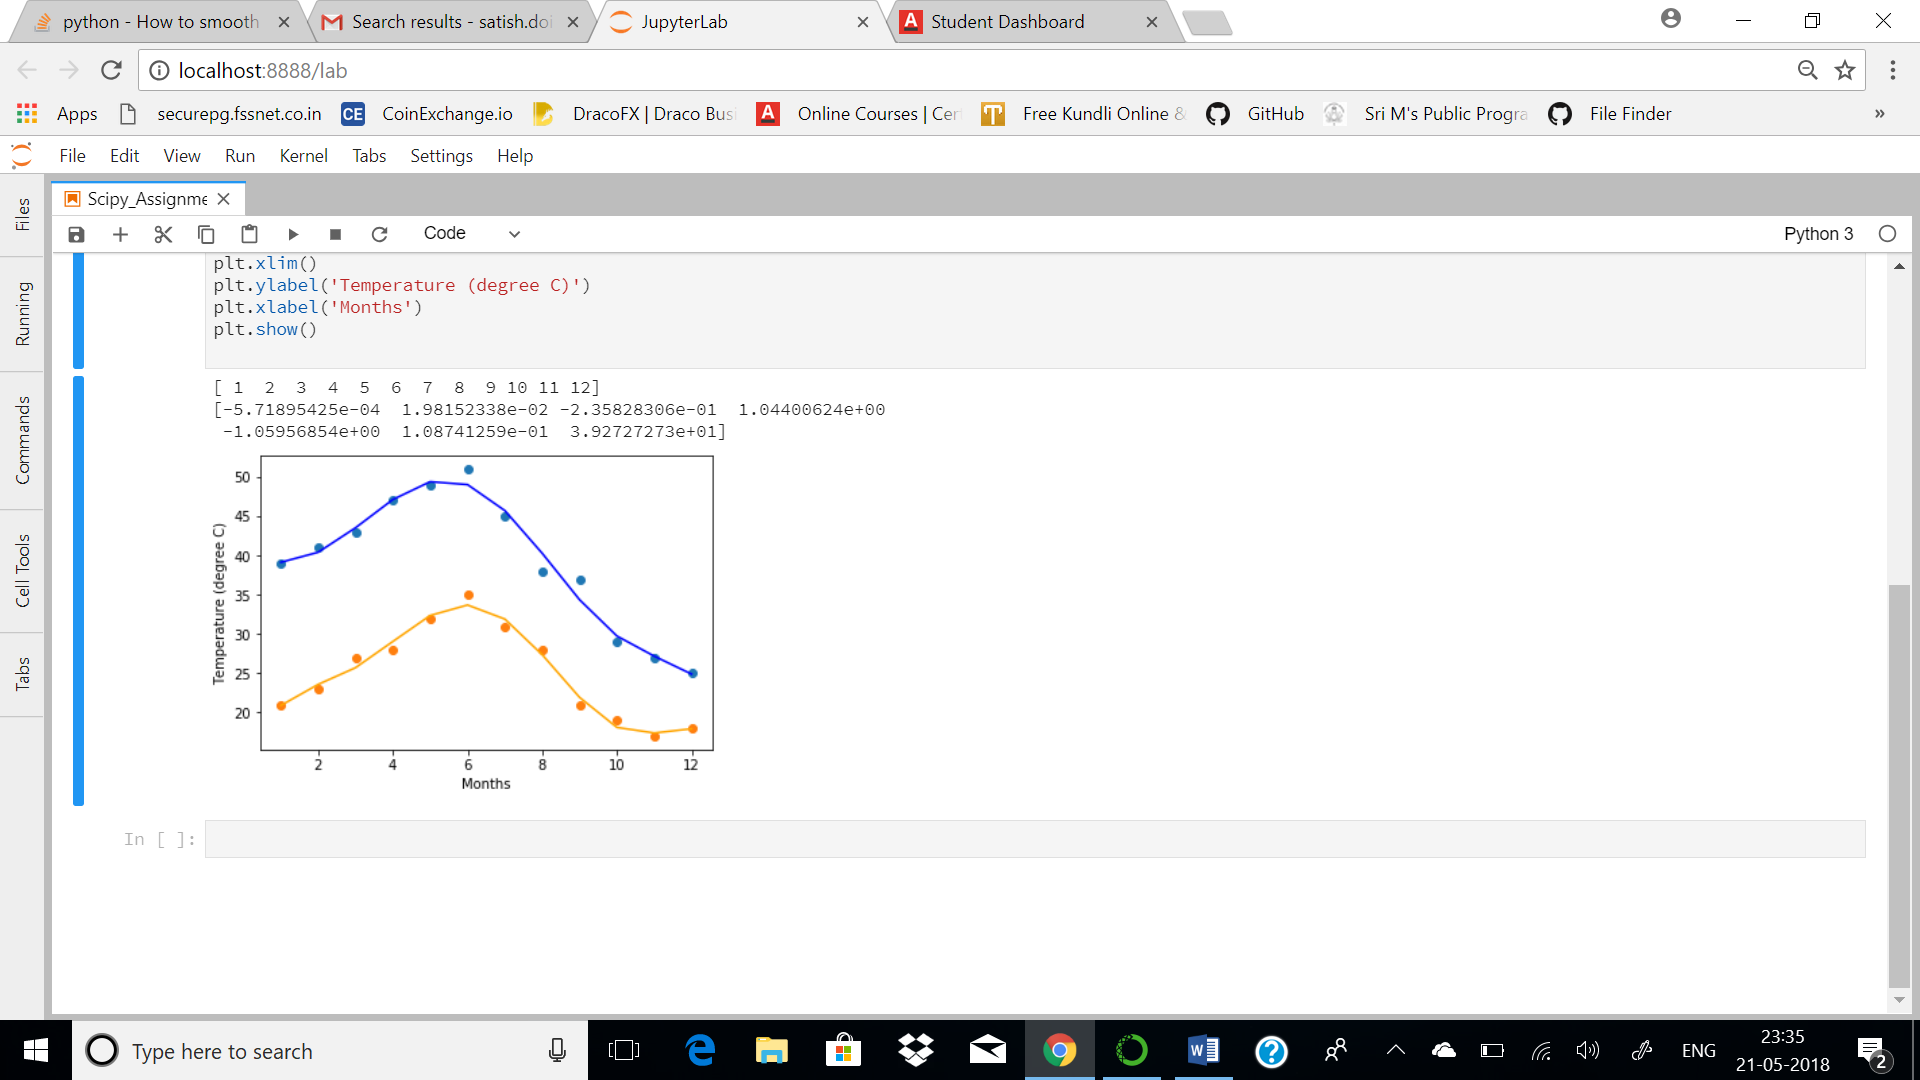 python - How to smooth
Search results - satish.doi
JupyterLab
Student Dashboard
localhost:8888/lab
Apps securepg.fssnet.co.in CE CoinExchange.io DracoFX | Draco Busi A Online Courses | Cer Free Kundli Online & GitHub Sri M's Public Progra File Finder »
File Edit View Run Kernel Tabs Settings Help
Files
Running
Commands
Cell Tools
Tabs
Scipy_Assignme
Code
Python 3
plt.xlim()
plt.ylabel('Temperature (degree C)')
plt.xlabel('Months')
plt.show()
[ 1 2 3 4 5 6 7 8 9 10 11 12]
[-5.71895425e-04 1.98152338e-02 -2.35828306e-01 1.04400624e+00
-1.05956854e+00 1.08741259e-01 3.92727273e+01]
Temperature (degree C)
50
45
40
35
30
25
20
2 4 6 8 10 12
Months
In [ ]:
Type here to search
ENG
23:35
21-05-2018
2